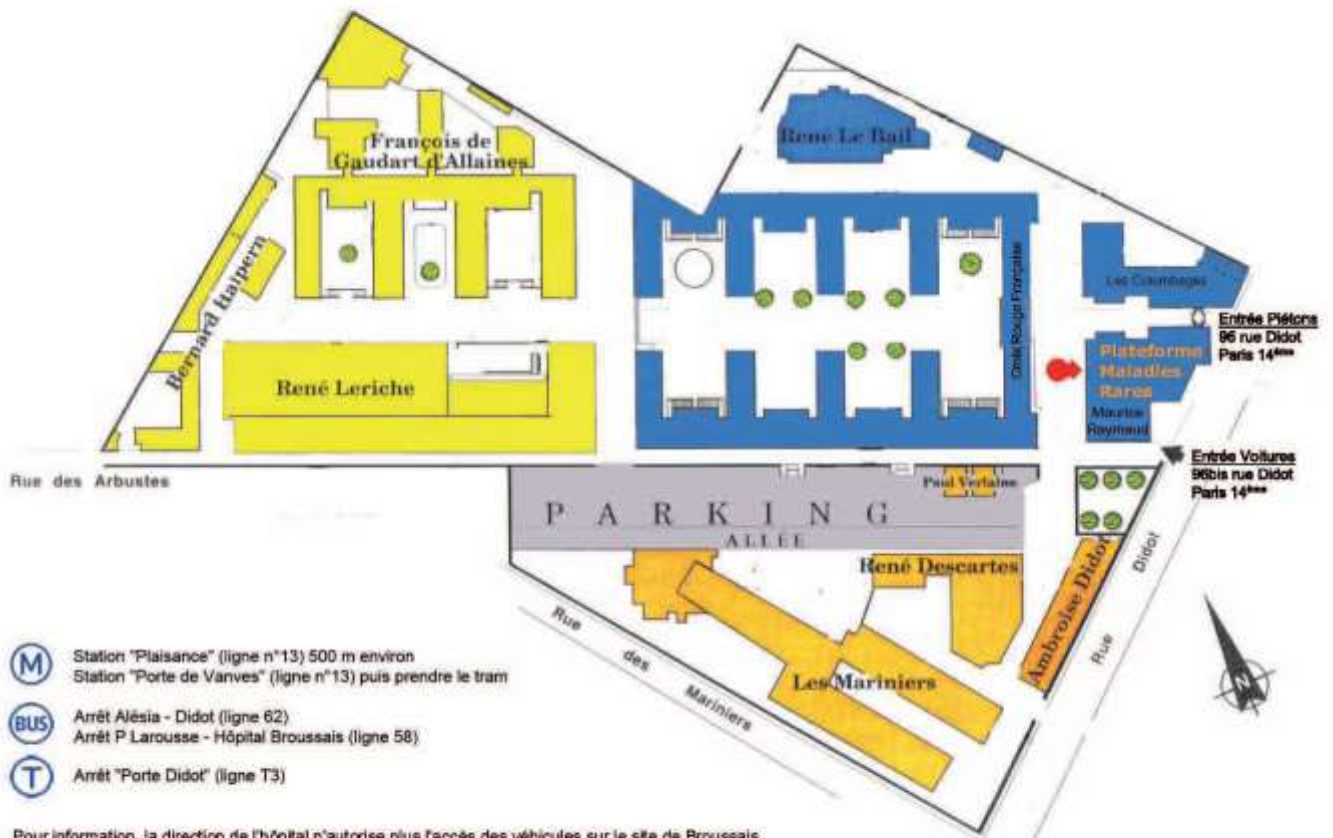 René Le Bail
François de
Gaudart d'Allaines
Bernard Halpern
Les Colombages
Croix Rouge Française
Entrée Piétons
96 rue Didot
Paris 14ème
Plateforme
Maladies
Rares
Maurice
Raymaud
René Leriche
Entrée Voitures
96bis rue Didot
Paris 14ème
Rue des Arbustes
Paul Verlaine
PARKING
ALLÉE
René Descartes
Ambroise Didot
Rue Didot
Rue des Mariniers
Les Mariniers
N
M
Station "Plaisance" (ligne n°13) 500 m environ
Station "Porte de Vanves" (ligne n°13) puis prendre le tram
BUS
Arrêt Alésia - Didot (ligne 62)
Arrêt P Larousse - Hôpital Broussais (ligne 58)
T
Arrêt "Porte Didot" (ligne T3)
Pour information, la direction de l'hôpital n'autorise plus l'accès des véhicules sur le site de Broussais